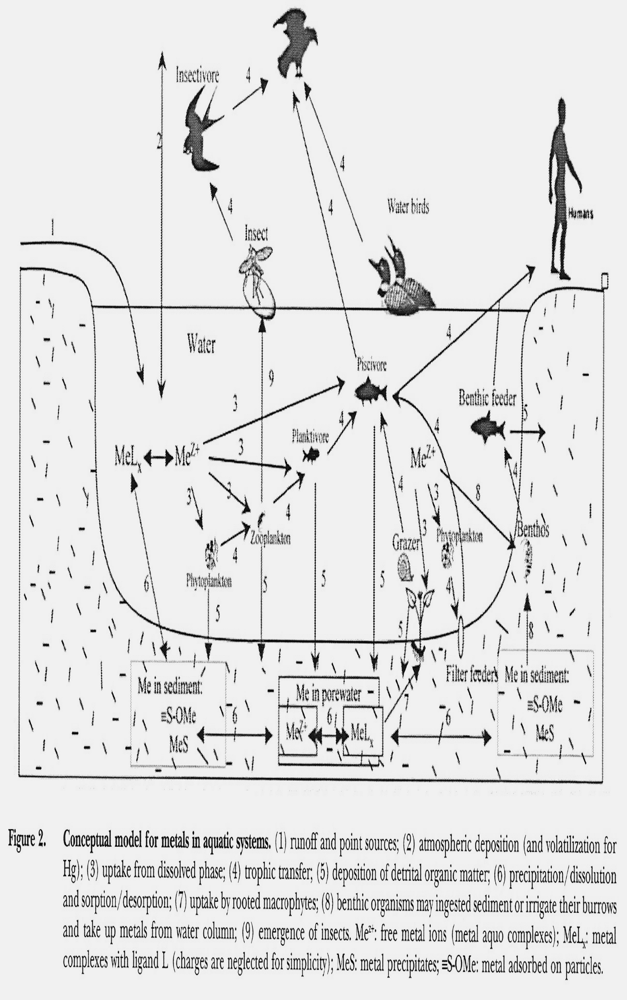 Insectivore
4
2
4
4
4
Water birds
Humans
1
Insect
Water
4
9
Piscivore
Benthic feeder
3
5
4
4
Planktivore
3
MeLx
MeZ+
MeZ+
4
3
3
4
3
8
4
Zooplankton
Grazer
3
Phytoplankton
Benthos
4
6
Phytoplankton
5
5
5
4
5
5
8
Me in sediment:
≡S-OMe
MeS
6
Me in porewater
MeZ+
6
MeLx
7
Filter feeders
6
Me in sediment:
≡S-OMe
MeS
Figure 2. Conceptual model for metals in aquatic systems. (1) runoff and point sources; (2) atmospheric deposition (and volatilization for
Hg); (3) uptake from dissolved phase; (4) trophic transfer; (5) deposition of detrital organic matter; (6) precipitation/dissolution
and sorption/desorption; (7) uptake by rooted macrophytes; (8) benthic organisms may ingested sediment or irrigate their burrows
and take up metals from water column; (9) emergence of insects. Mez+: free metal ions (metal aquo complexes); MeLx: metal
complexes with ligand L (charges are neglected for simplicity); MeS: metal precipitates; ≡S-OMe: metal adsorbed on particles.